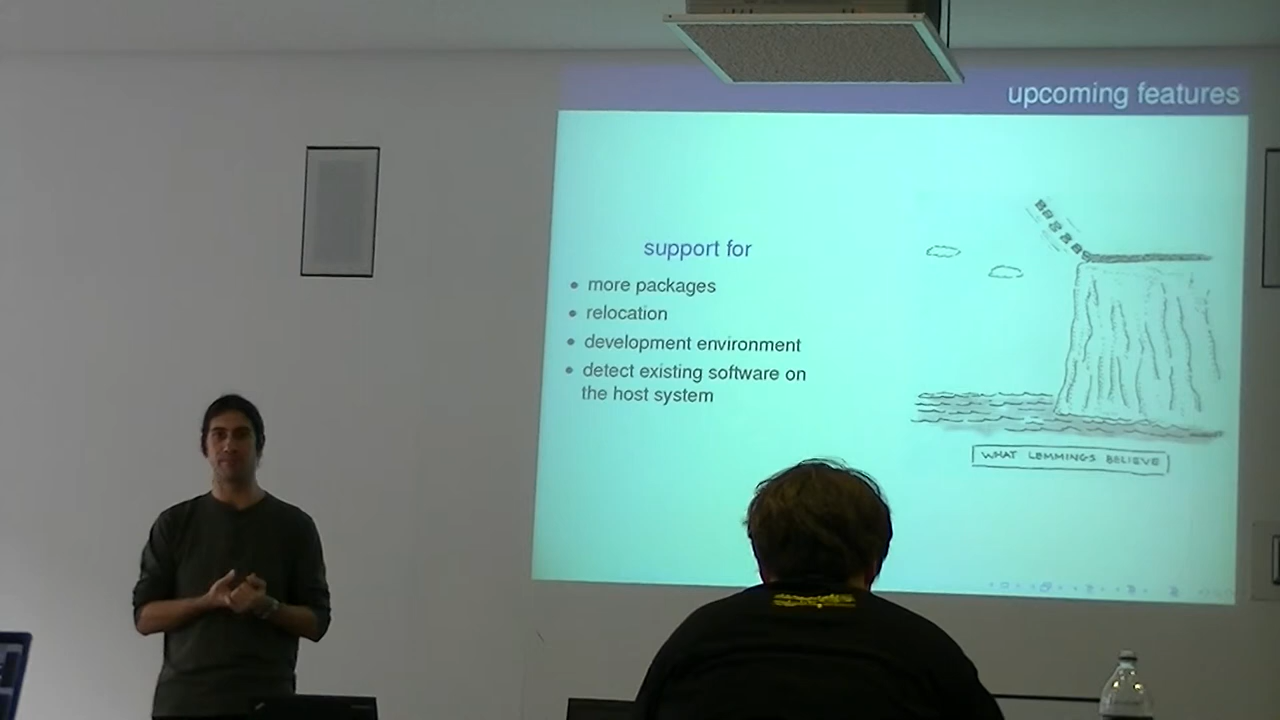 upcoming features
support for
• more packages
• relocation
• development environment
• detect existing software on
the host system
WHAT LEMMINGS BELIEVE